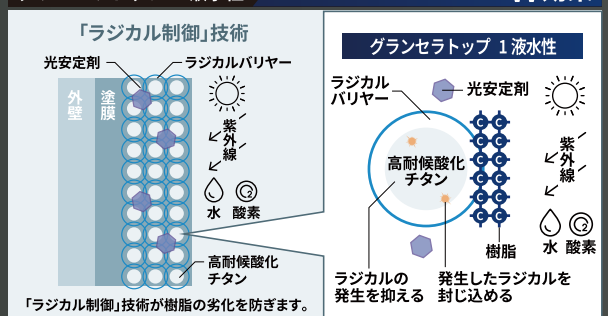 「ラジカル制御」技術
光安定剤
ラジカルバリヤー
外壁
塗膜
紫外線
水
酸素
高耐候酸化
チタン
「ラジカル制御」技術が樹脂の劣化を防ぎます。
グランセラトップ 1液水性
ラジカル
バリヤー
光安定剤
高耐候酸化
チタン
C C
C C
C C
C C
C C
C C
紫外線
水
酸素
樹脂
ラジカルの
発生を抑える
発生したラジカルを
封じ込める